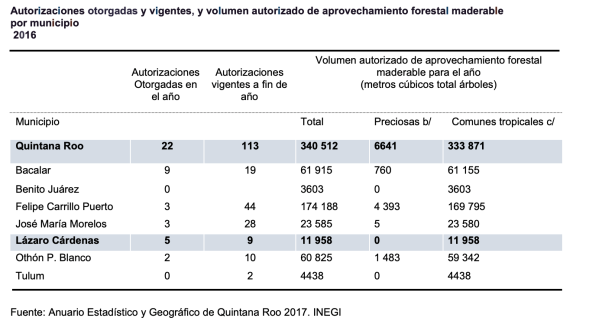 Autorizaciones otorgadas y vigentes, y volumen autorizado de aprovechamiento forestal maderable
por municipio
2016
Autorizaciones Otorgadas en el año Autorizaciones vigentes a fin de año Volumen autorizado de aprovechamiento forestal maderable para el año (metros cúbicos total árboles)
Municipio Total Preciosas b/ Comunes tropicales c/
Quintana Roo 22 113 340 512 6641 333 871
Bacalar 9 19 61 915 760 61 155
Benito Juárez 0 3603 0 3603
Felipe Carrillo Puerto 3 44 174 188 4 393 169 795
José María Morelos 3 28 23 585 5 23 580
Lázaro Cárdenas 5 9 11 958 0 11 958
Othón P. Blanco 2 10 60 825 1 483 59 342
Tulum 0 2 4438 0 4438
Fuente: Anuario Estadístico y Geográfico de Quintana Roo 2017. INEGI